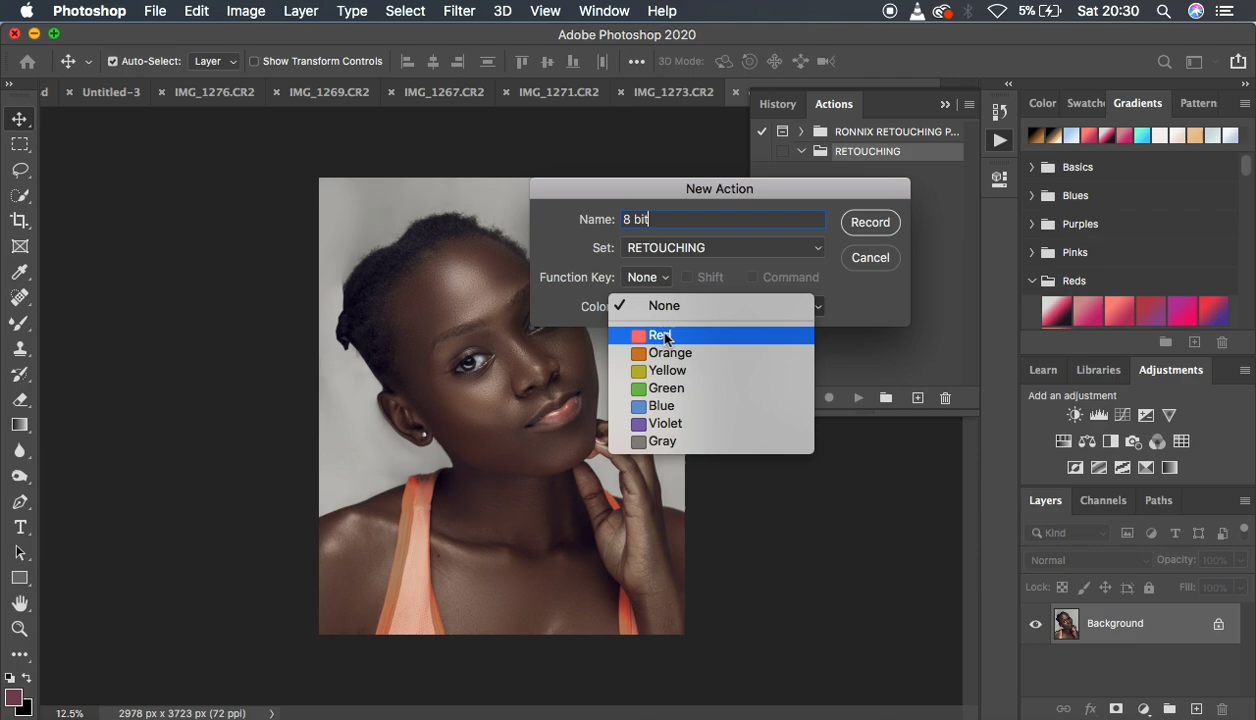 Photoshop File Edit Image Layer Type Select Filter 3D View Window Help 5% Sat 20:30
Adobe Photoshop 2020
Auto-Select: Layer Show Transform Controls 3D Mode:
d Untitled-3 IMG_1276.CR2 IMG_1269.CR2 IMG_1267.CR2 IMG_1271.CR2 IMG_1273.CR2
History Actions
RONNIX RETOUCHING P...
RETOUCHING
New Action
Name: 8 bit
Record
Set: RETOUCHING
Cancel
Function Key: None Shift Command
None
Red
Orange
Yellow
Green
Blue
Violet
Gray
Color Swatche Gradients Pattern
Basics
Blues
Purples
Pinks
Reds
Learn Libraries Adjustments
Add an adjustment
Layers Channels Paths
Kind
Normal Opacity: 100%
Lock: Fill: 100%
Background
T
12.5% 2978 px x 3723 px (72 ppi)